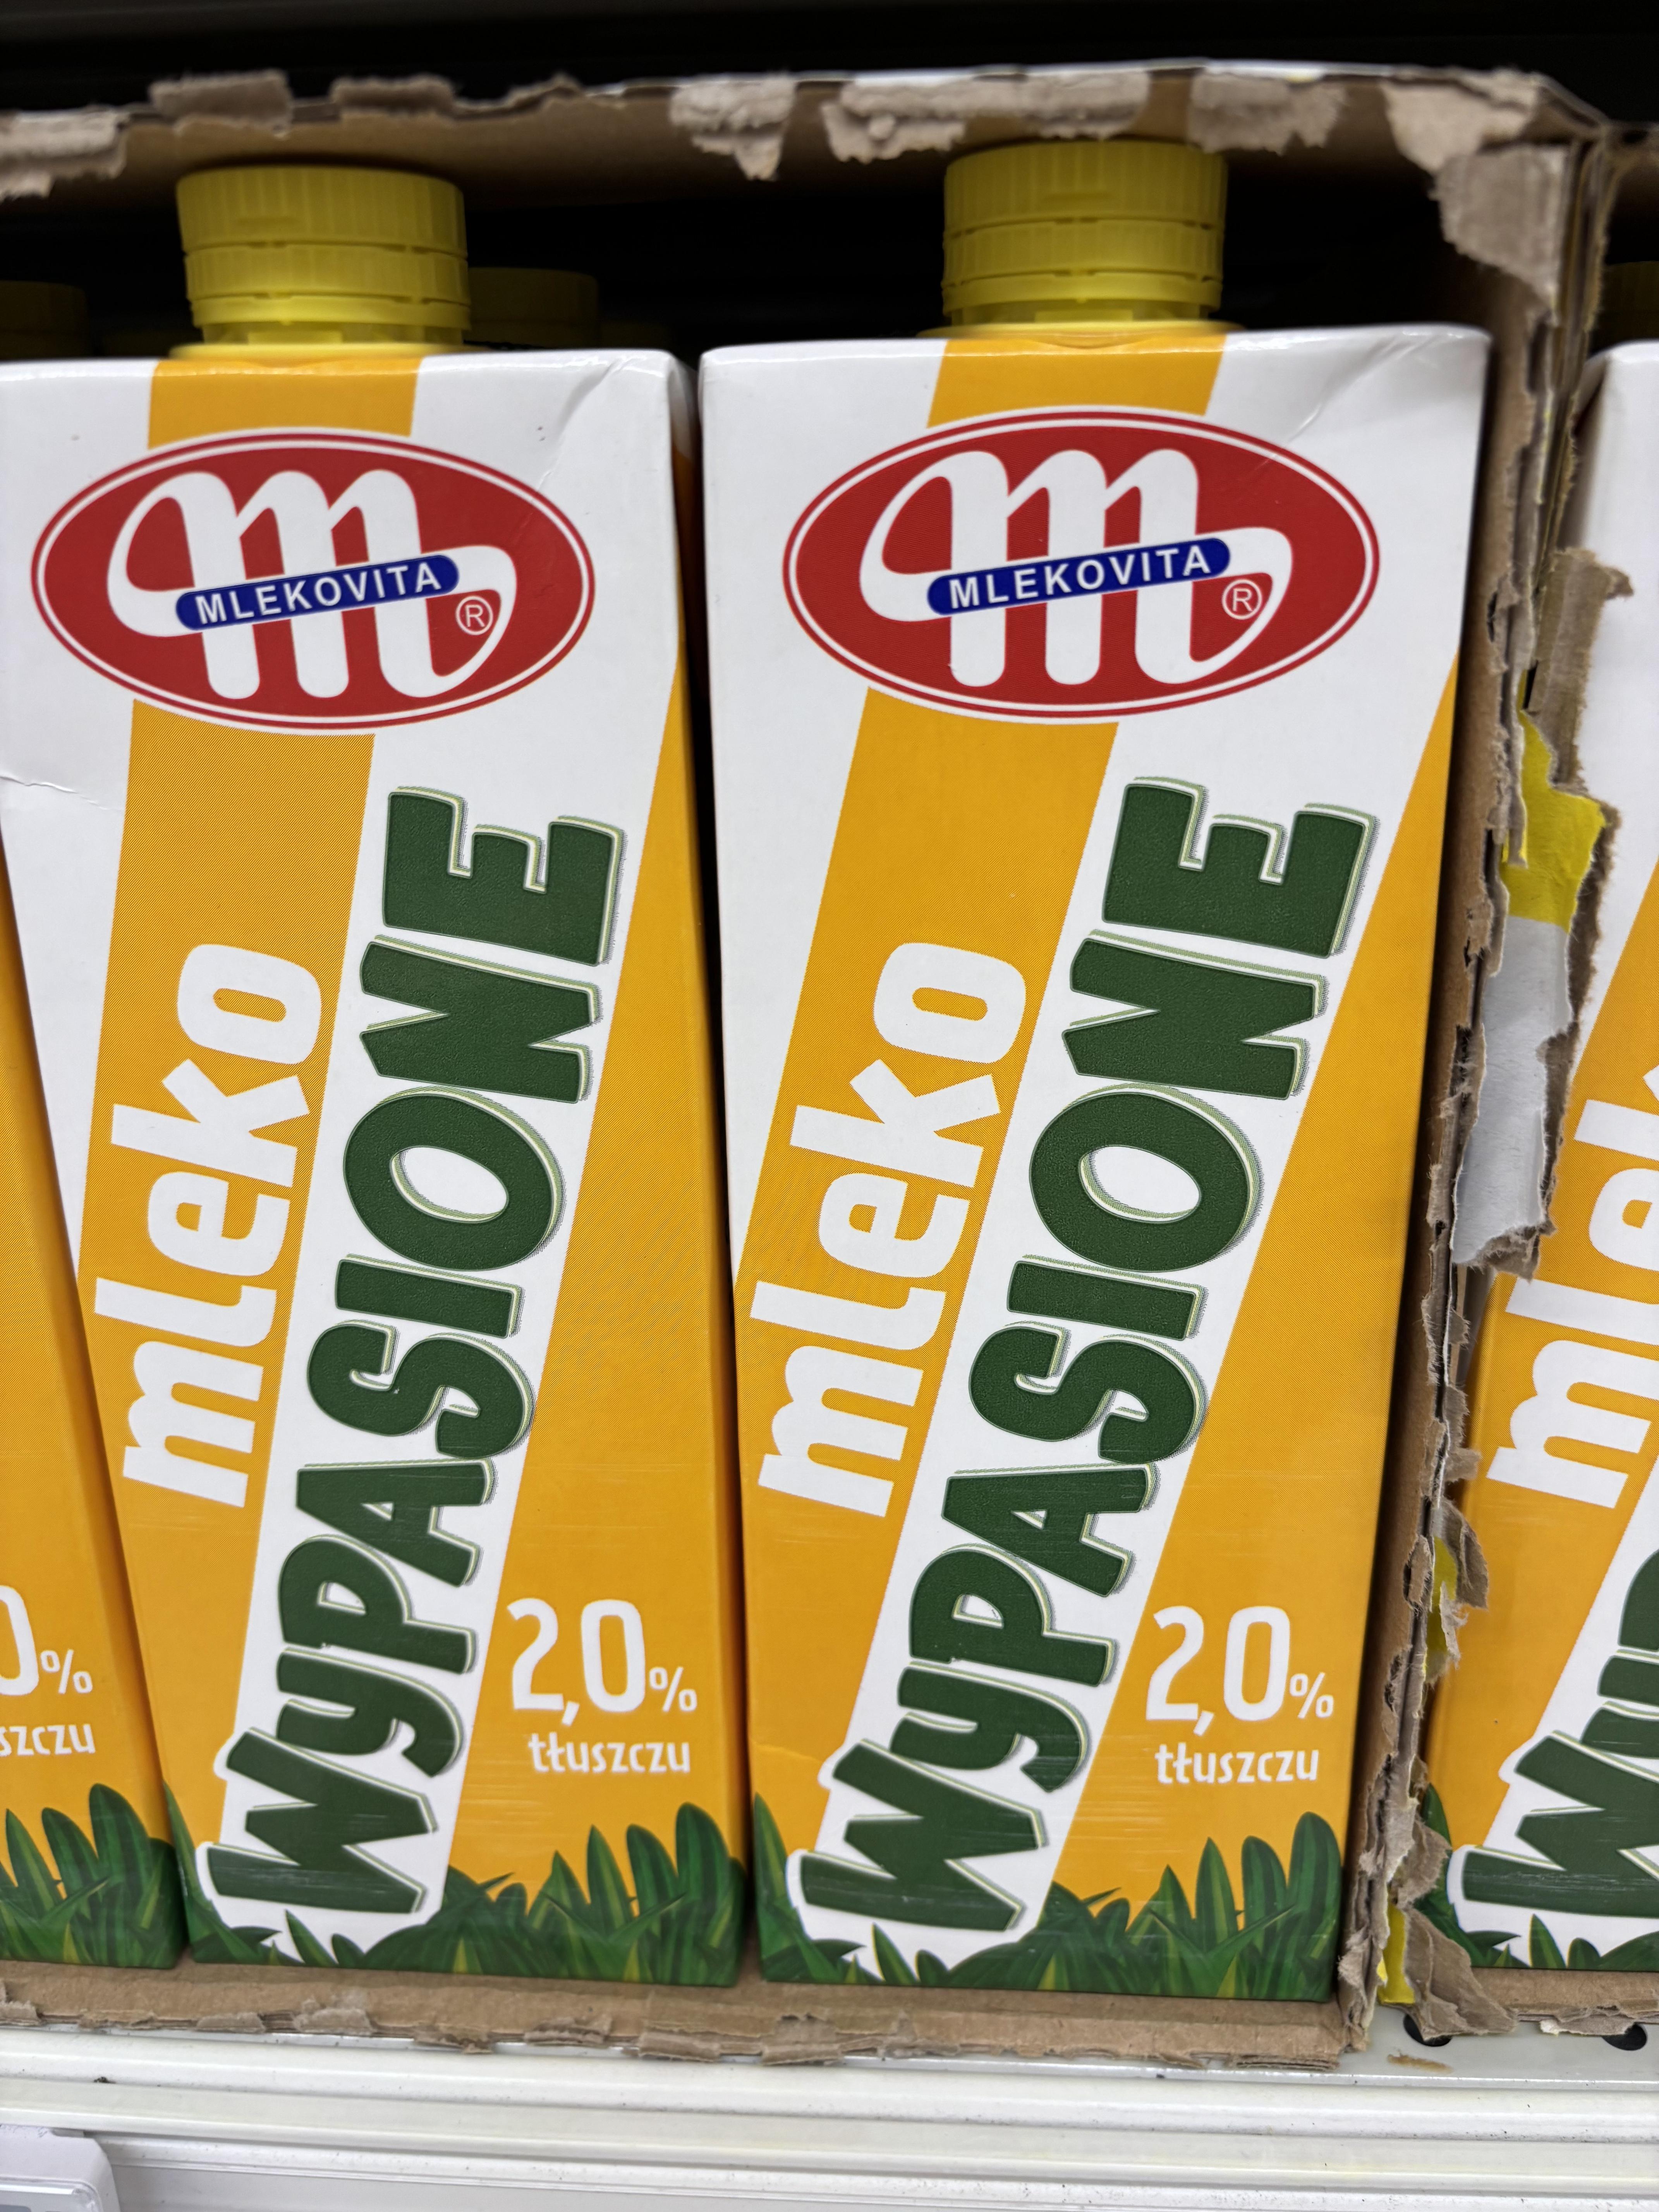 m
MLEKOVITA
®
mleko
WyPASIONE
2,0%
tłuszczu
m
MLEKOVITA
®
mleko
WyPASIONE
2,0%
tłuszczu